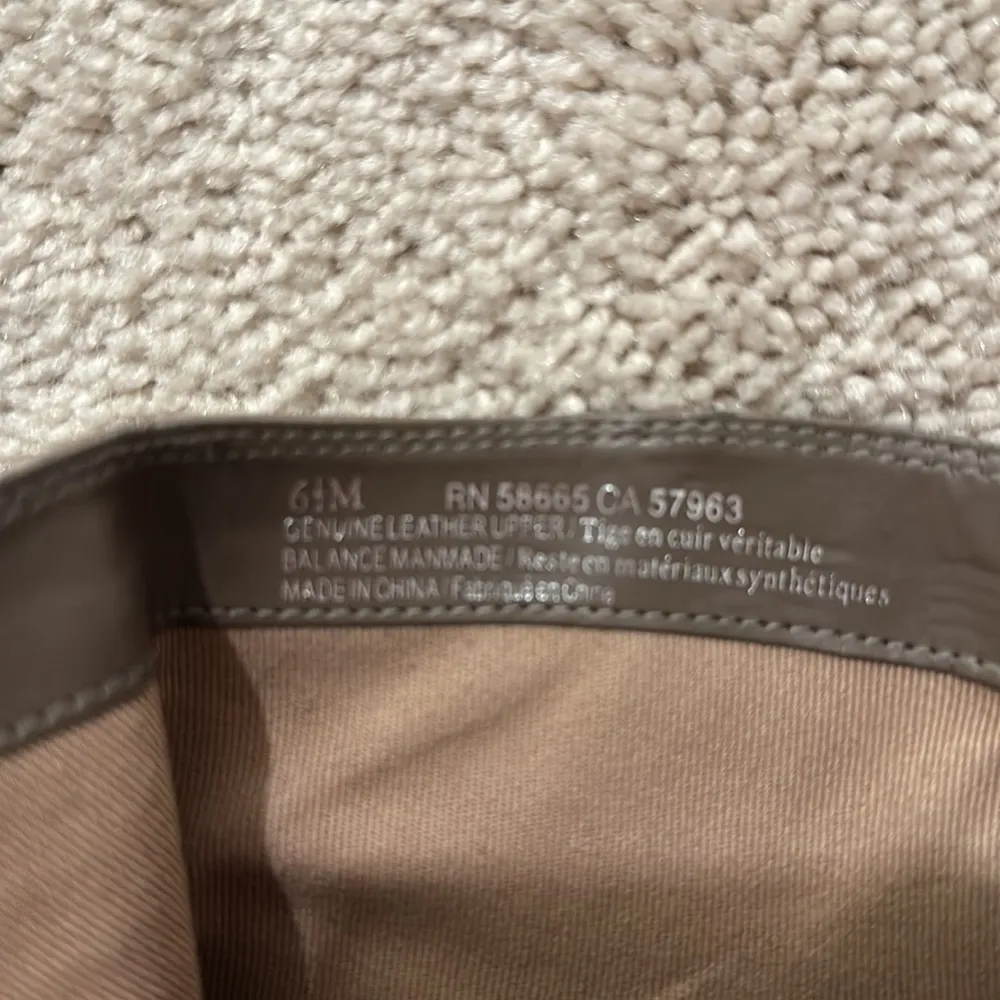 6½M RN 58665 CA 57963
GENUINE LEATHER UPPER / Tige en cuir véritable
BALANCE MANMADE / Reste en matériaux synthétiques
MADE IN CHINA /